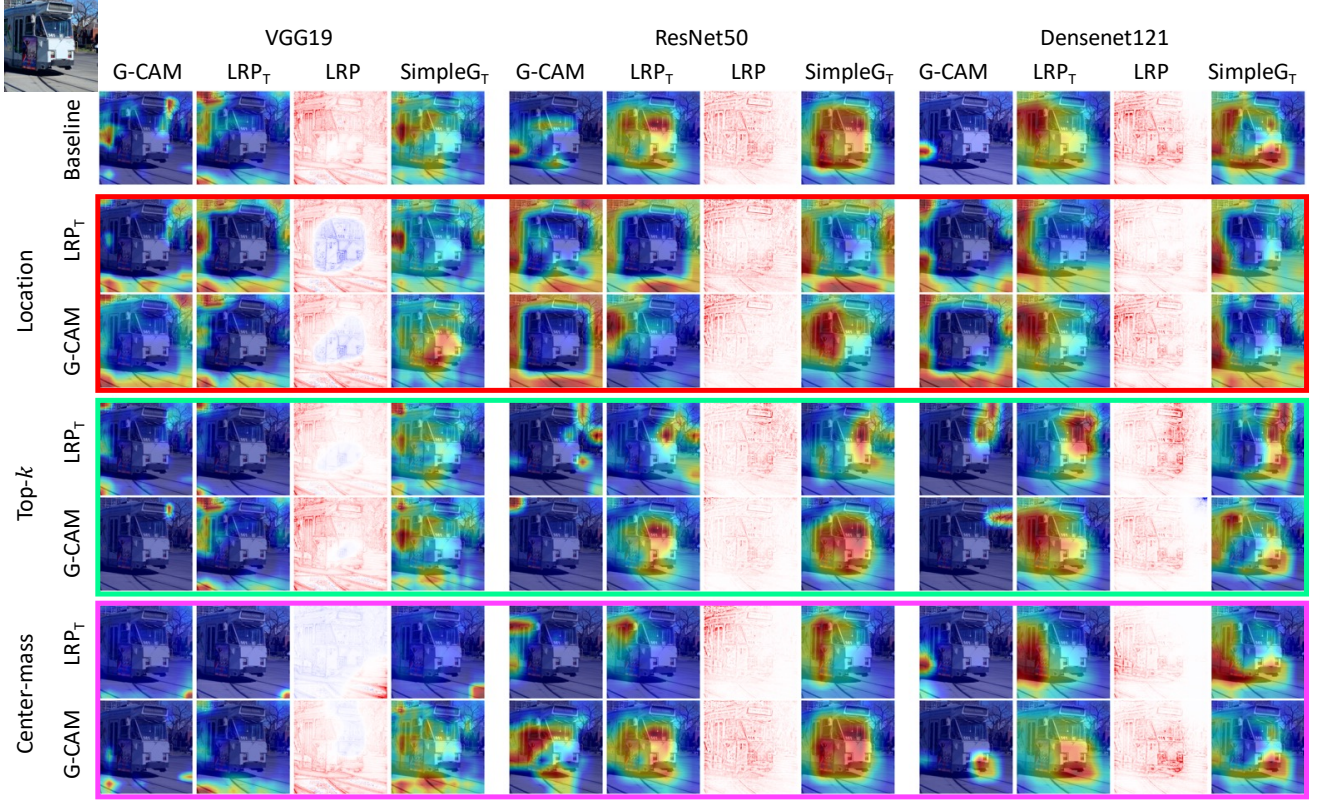 VGG19 ResNet50 Densenet121
G-CAM LRP_T LRP SimpleG_T G-CAM LRP_T LRP SimpleG_T G-CAM LRP_T LRP SimpleG_T
Baseline
Location
LRP_T
G-CAM
Top-k
LRP_T
G-CAM
Center-mass
LRP_T
G-CAM